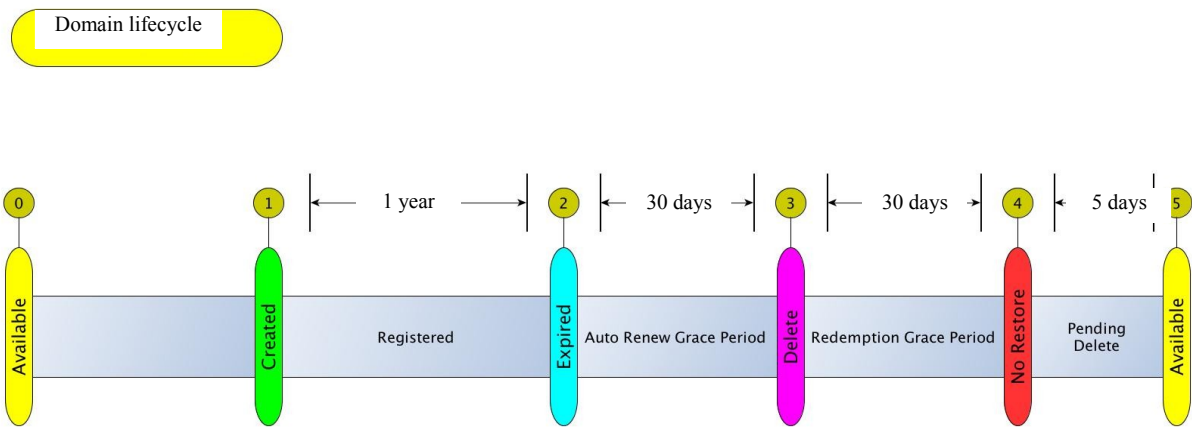 Domain lifecycle
0
1
1 year
2
30 days
3
30 days
4
5 days
5
Available
Created
Registered
Expired
Auto Renew Grace Period
Delete
Redemption Grace Period
No Restore
Pending
Delete
Available